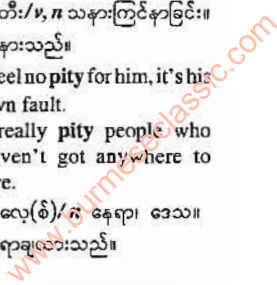 တီး/v, n သနားကြင်နာခြင်း။
နားသည်။
eel no pity for him, it's his
wn fault.
really pity people who
ven't got anywhere to
e.
လေ့(စ်)/n နေရာ၊ ဒေသ။
ရာချထားသည်။
www.burmeseclassic.com